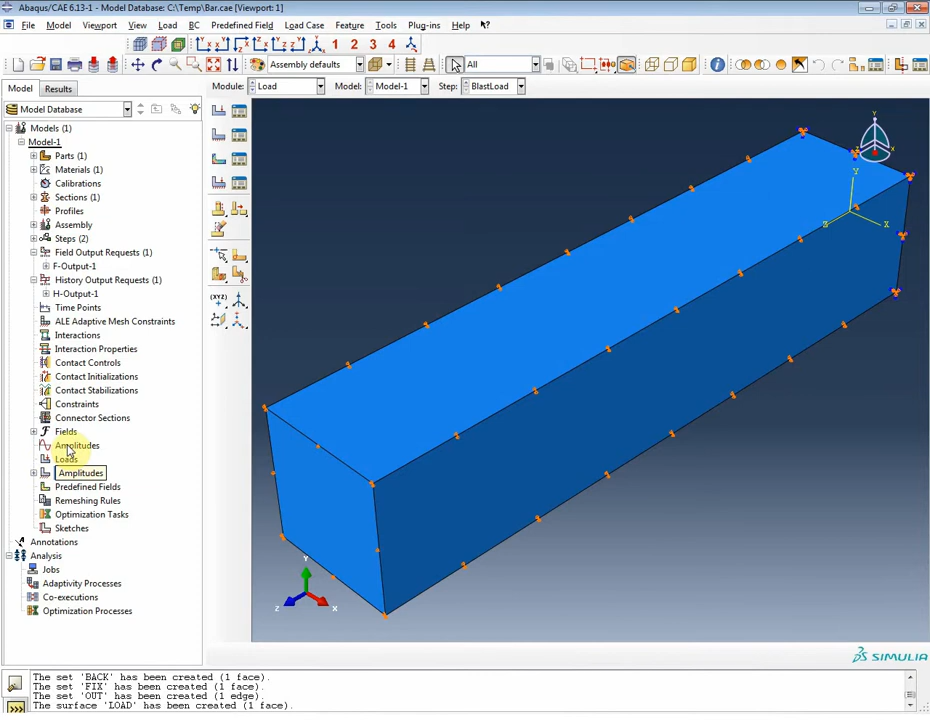 Abaqus/CAE 6.13-1 - Model Database: C:\Temp\Bar.cae [Viewport: 1]
File Model Viewport View Load BC Predefined Field Load Case Feature Tools Plug-ins Help
1 2 3 4
Assembly defaults All
Model Results Module: Load Model: Model-1 Step: BlastLoad
Model Database
Models (1)
Model-1
Parts (1)
Materials (1)
Calibrations
Sections (1)
Profiles
Assembly
Steps (2)
Field Output Requests (1)
F-Output-1
History Output Requests (1)
H-Output-1
Time Points
ALE Adaptive Mesh Constraints
Interactions
Interaction Properties
Contact Controls
Contact Initializations
Contact Stabilizations
Constraints
Connector Sections
Fields
Amplitudes
Loads
Amplitudes
Predefined Fields
Remeshing Rules
Optimization Tasks
Sketches
Annotations
Analysis
Jobs
Adaptivity Processes
Co-executions
Optimization Processes
(XYZ)
Y
X
Z
Y
Z
X
Y
Z
X
SIMULIA
The set 'BACK' has been created (1 face).
The set 'FIX' has been created (1 face).
The set 'OUT' has been created (1 edge).
The surface 'LOAD' has been created (1 face).
>>>